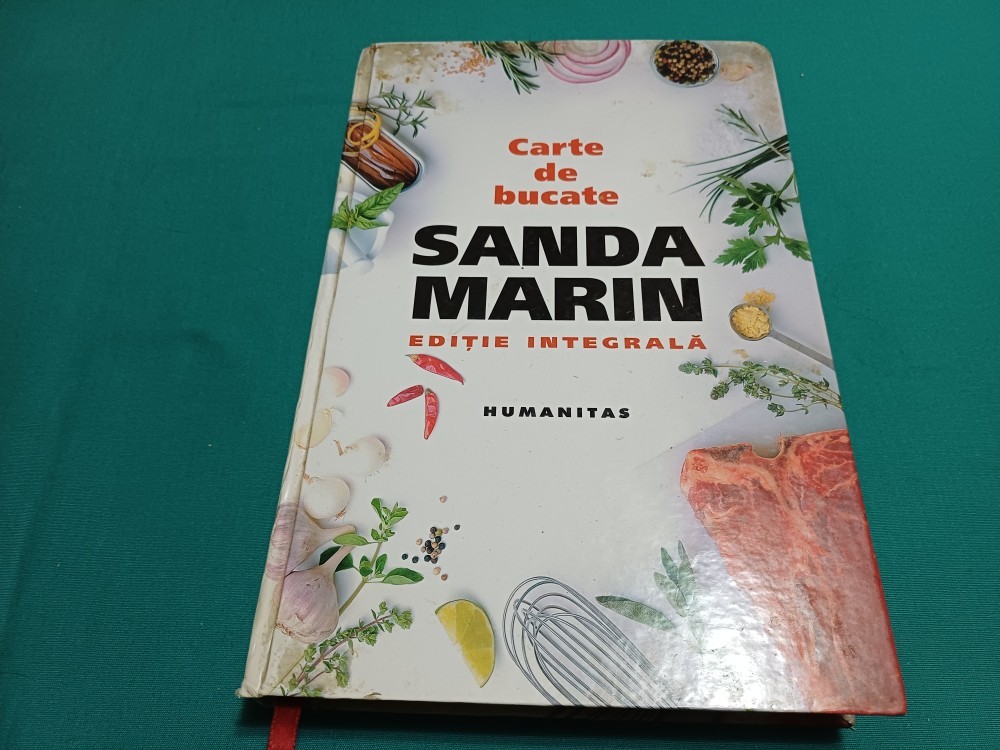 Carte
de
bucate
SANDA
MARIN
EDIȚIE INTEGRALĂ
HUMANITAS